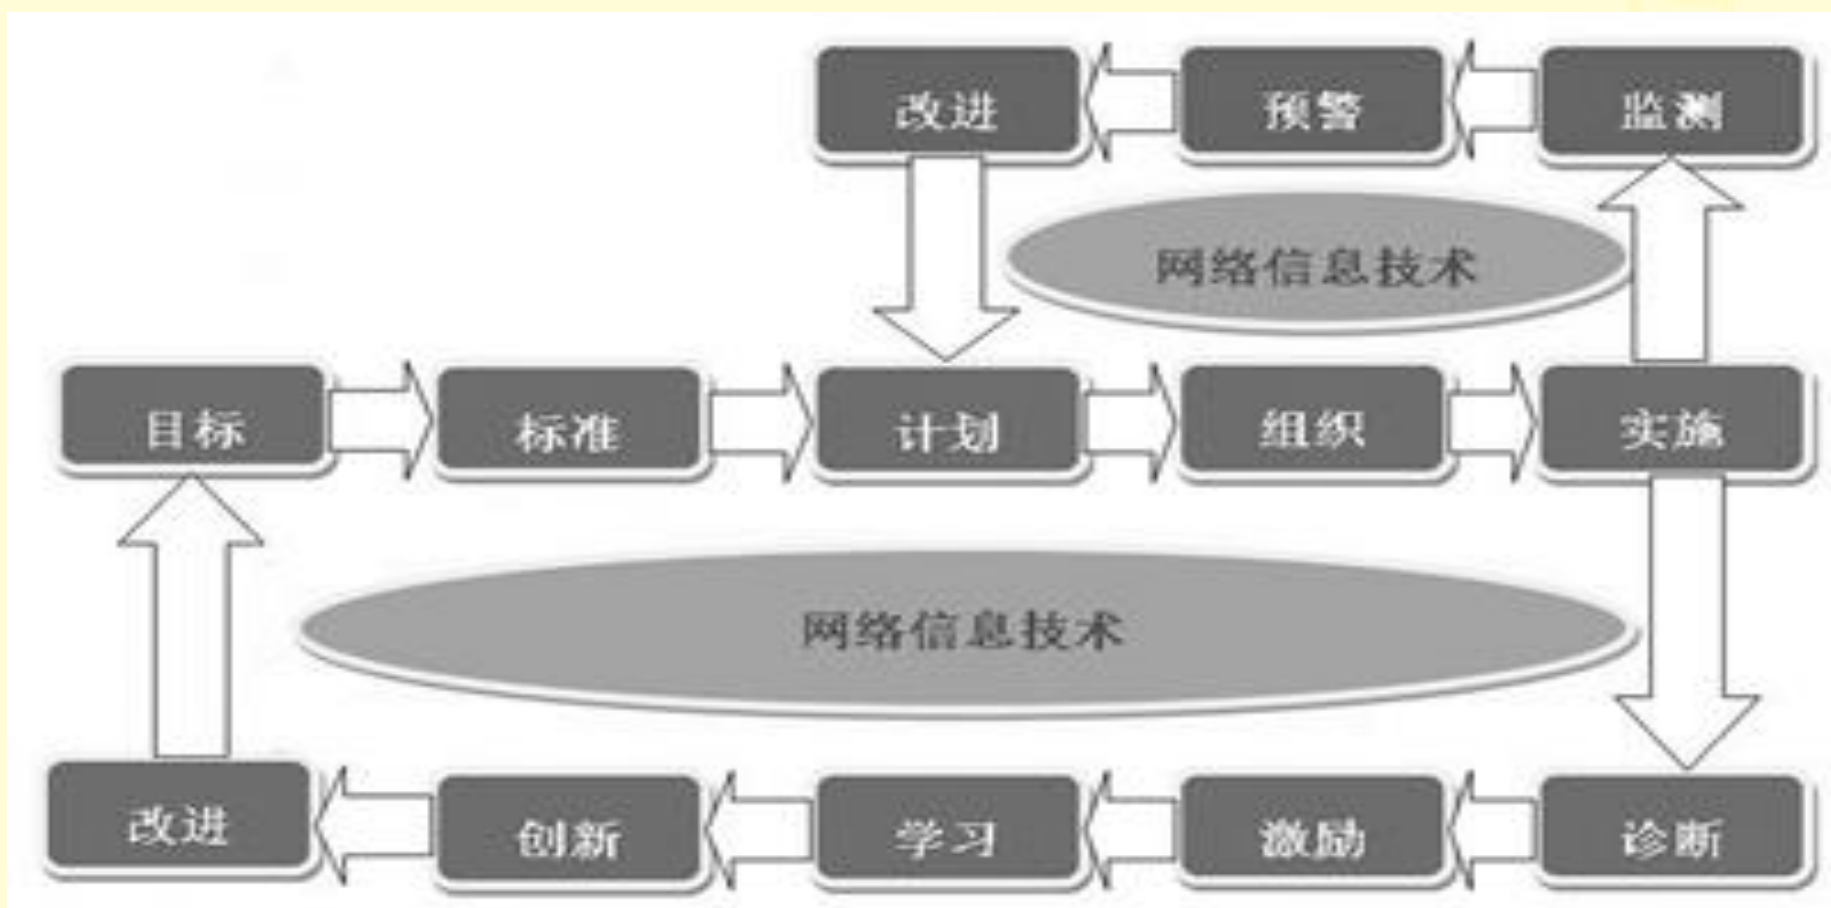 改进 预警 监测
网络信息技术
目标 标准 计划 组织 实施
网络信息技术
改进 创新 学习 激励 诊断